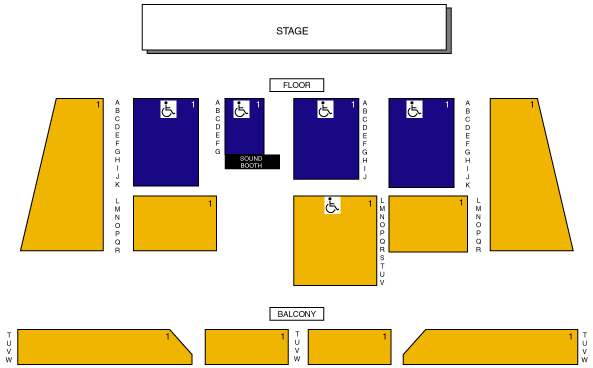 STAGE
FLOOR
1 1 1 1 1 1
A B C D E F G H I J K
A B C D E F G
A B C D E F G H I J
A B C D E F G H I J K
SOUND
BOOTH
1 1 1
L M N O P Q R
L M N O P Q R S T U V
L M N O P Q R
BALCONY
T U V W
1 1 1 1
T U V W
T U V W